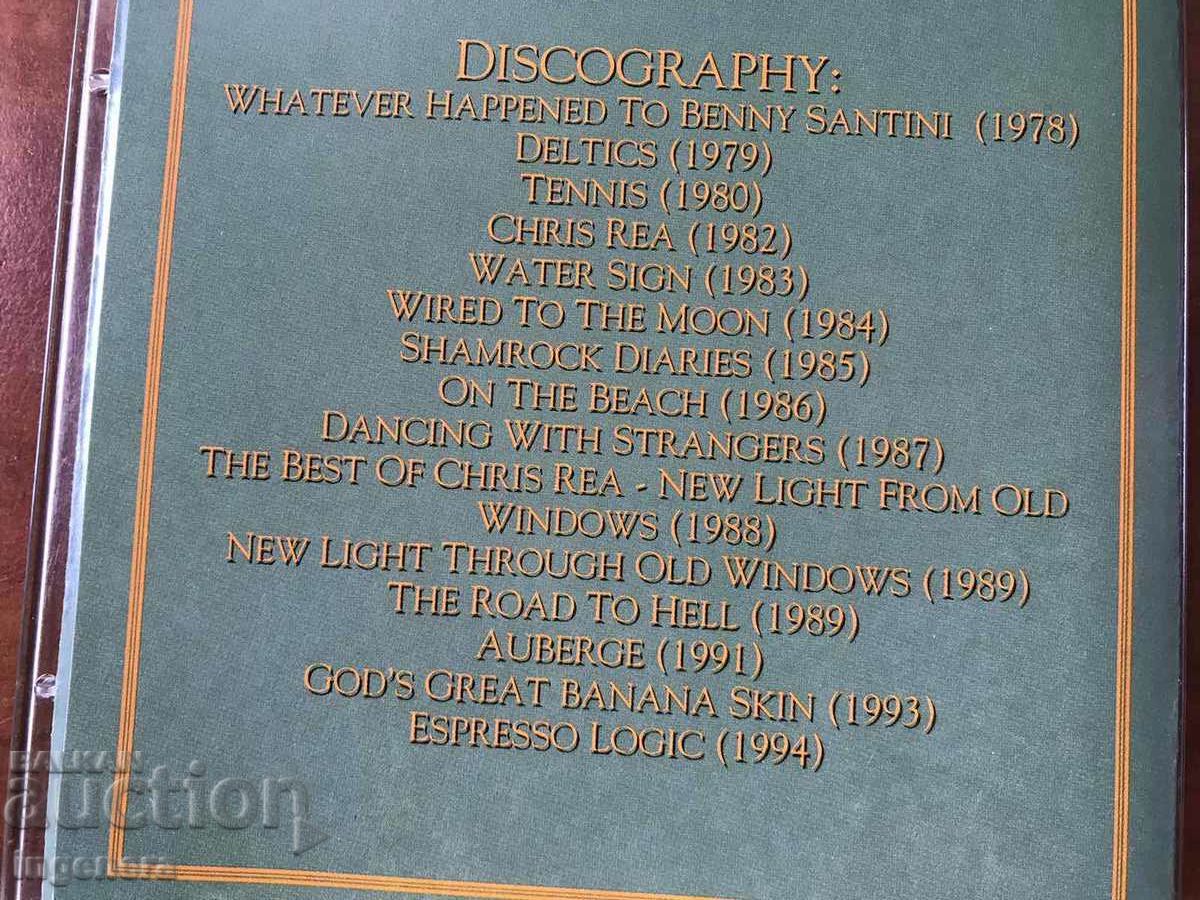 DISCOGRAPHY:
WHATEVER HAPPENED TO BENNY SANTINI (1978)
DELTICS (1979)
TENNIS (1980)
CHRIS REA (1982)
WATER SIGN (1983)
WIRED TO THE MOON (1984)
SHAMROCK DIARIES (1985)
ON THE BEACH (1986)
DANCING WITH STRANGERS (1987)
THE BEST OF CHRIS REA - NEW LIGHT FROM OLD
WINDOWS (1988)
NEW LIGHT THROUGH OLD WINDOWS (1989)
THE ROAD TO HELL (1989)
AUBERGE (1991)
GOD'S GREAT BANANA SKIN (1993)
ESPRESSO LOGIC (1994)
BALKAN
auction
ingenera